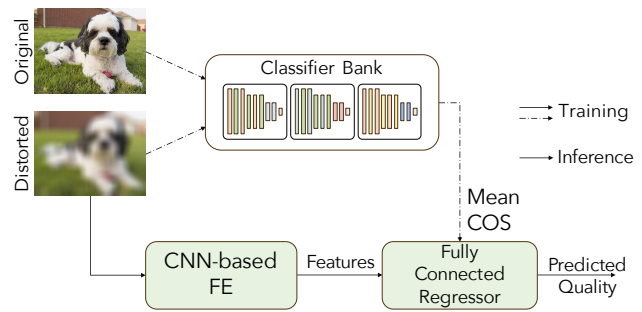 Original
Distorted
Classifier Bank
Training
Inference
Mean
COS
CNN-based
FE
Features
Fully
Connected
Regressor
Predicted
Quality